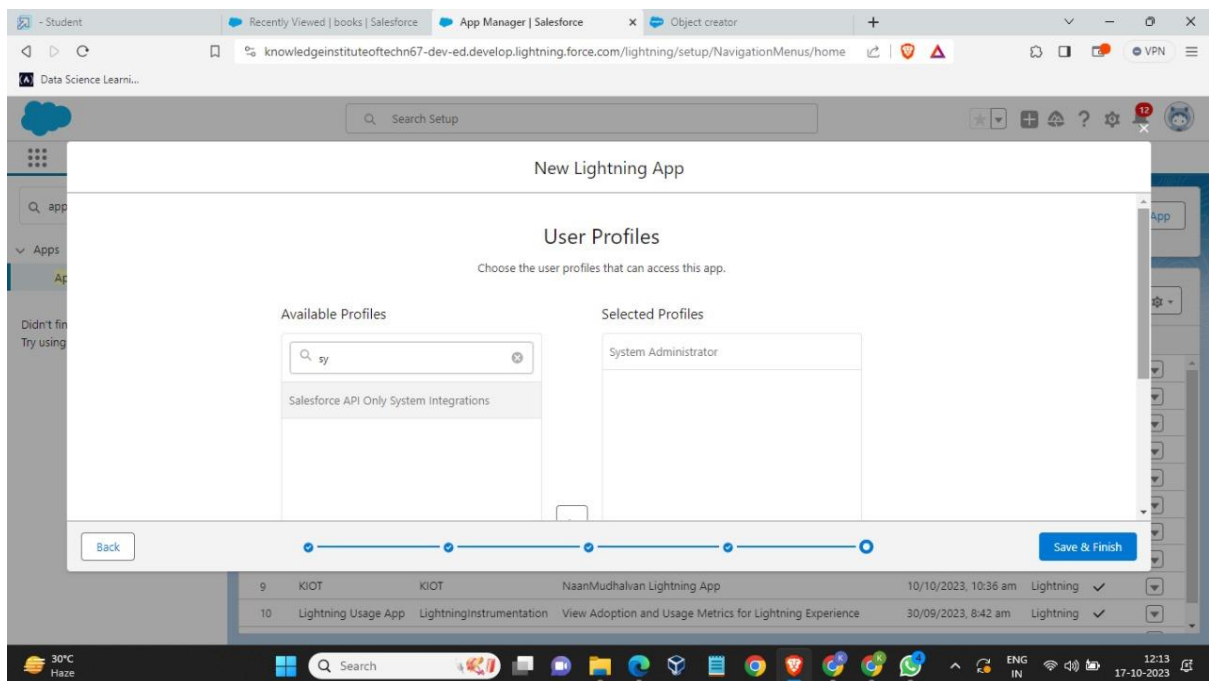 - Student
Recently Viewed | books | Salesforce
App Manager | Salesforce
Object creator
knowledgeinstituteoftechn67-dev-ed.develop.lightning.force.com/lightning/setup/NavigationMenus/home
VPN
Data Science Learni...
Search Setup
12
New Lightning App
app
App
User Profiles
Apps
Choose the user profiles that can access this app.
Ap
Available Profiles
Selected Profiles
Didn't fin
Try using
sy
System Administrator
Salesforce API Only System Integrations
Back
Save & Finish
9 KIOT KIOT NaanMudhalvan Lightning App 10/10/2023, 10:36 am Lightning
10 Lightning Usage App LightningInstrumentation View Adoption and Usage Metrics for Lightning Experience 30/09/2023, 8:42 am Lightning
30°C
Haze
Search
ENG
IN
12:13
17-10-2023